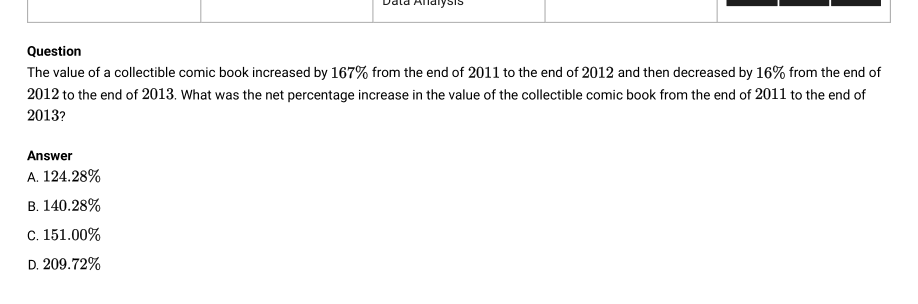 Data Analysis
Question
The value of a collectible comic book increased by 167% from the end of 2011 to the end of 2012 and then decreased by 16% from the end of
2012 to the end of 2013. What was the net percentage increase in the value of the collectible comic book from the end of 2011 to the end of
2013?
Answer
A. 124.28%
B. 140.28%
C. 151.00%
D. 209.72%